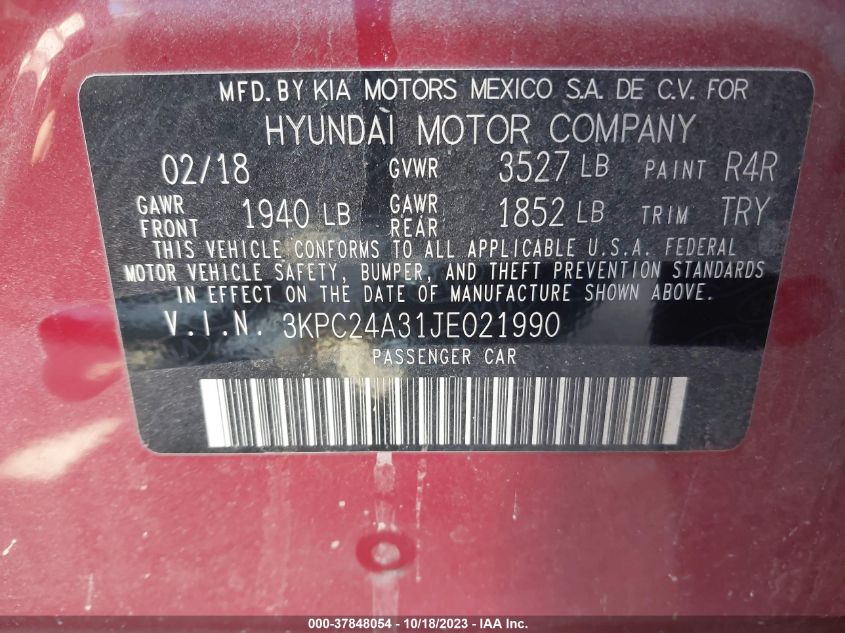 MFD. BY KIA MOTORS MEXICO S.A. DE C.V. FOR
HYUNDAI MOTOR COMPANY
02/18 GVWR 3527 LB PAINT R4R
GAWR FRONT 1940 LB GAWR REAR 1852 LB TRIM TRY
THIS VEHICLE CONFORMS TO ALL APPLICABLE U.S.A. FEDERAL
MOTOR VEHICLE SAFETY, BUMPER, AND THEFT PREVENTION STANDARDS
IN EFFECT ON THE DATE OF MANUFACTURE SHOWN ABOVE.
V.I.N. 3KPC24A31JE021990
PASSENGER CAR
000-37848054 - 10/18/2023 - IAA Inc.